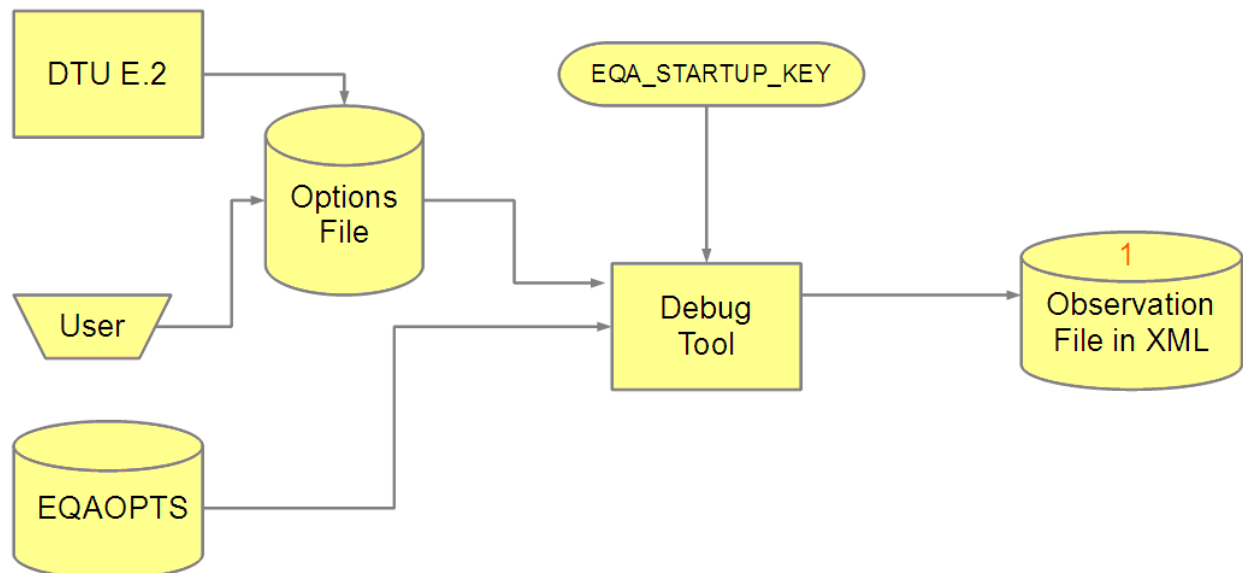 DTU E.2
EQA_STARTUP_KEY
Options
File
User
EQAOPTS
Debug
Tool
1
Observation
File in XML